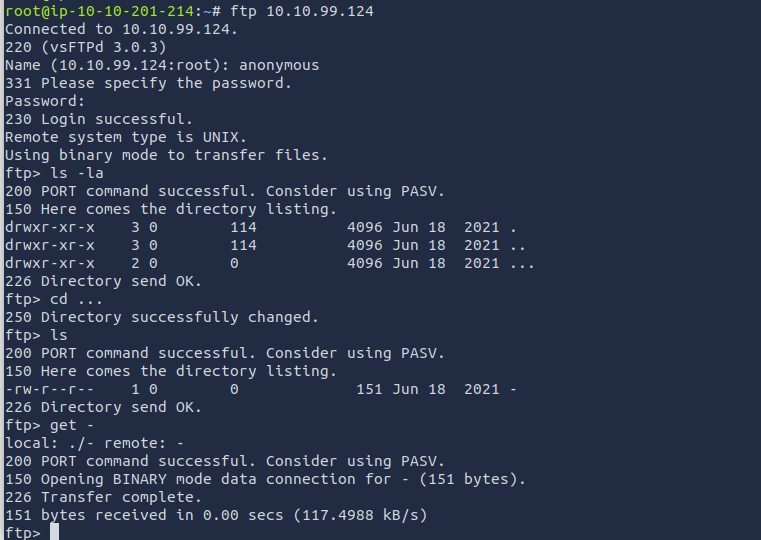 root@ip-10-10-201-214:~# ftp 10.10.99.124
Connected to 10.10.99.124.
220 (vsFTPd 3.0.3)
Name (10.10.99.124:root): anonymous
331 Please specify the password.
Password:
230 Login successful.
Remote system type is UNIX.
Using binary mode to transfer files.
ftp> ls -la
200 PORT command successful. Consider using PASV.
150 Here comes the directory listing.
drwxr-xr-x    3 0        114          4096 Jun 18  2021 .
drwxr-xr-x    3 0        114          4096 Jun 18  2021 ..
drwxr-xr-x    2 0        0            4096 Jun 18  2021 ...
226 Directory send OK.
ftp> cd ...
250 Directory successfully changed.
ftp> ls
200 PORT command successful. Consider using PASV.
150 Here comes the directory listing.
-rw-r--r--    1 0        0             151 Jun 18  2021 -
226 Directory send OK.
ftp> get -
local: ./- remote: -
200 PORT command successful. Consider using PASV.
150 Opening BINARY mode data connection for - (151 bytes).
226 Transfer complete.
151 bytes received in 0.00 secs (117.4988 kB/s)
ftp>